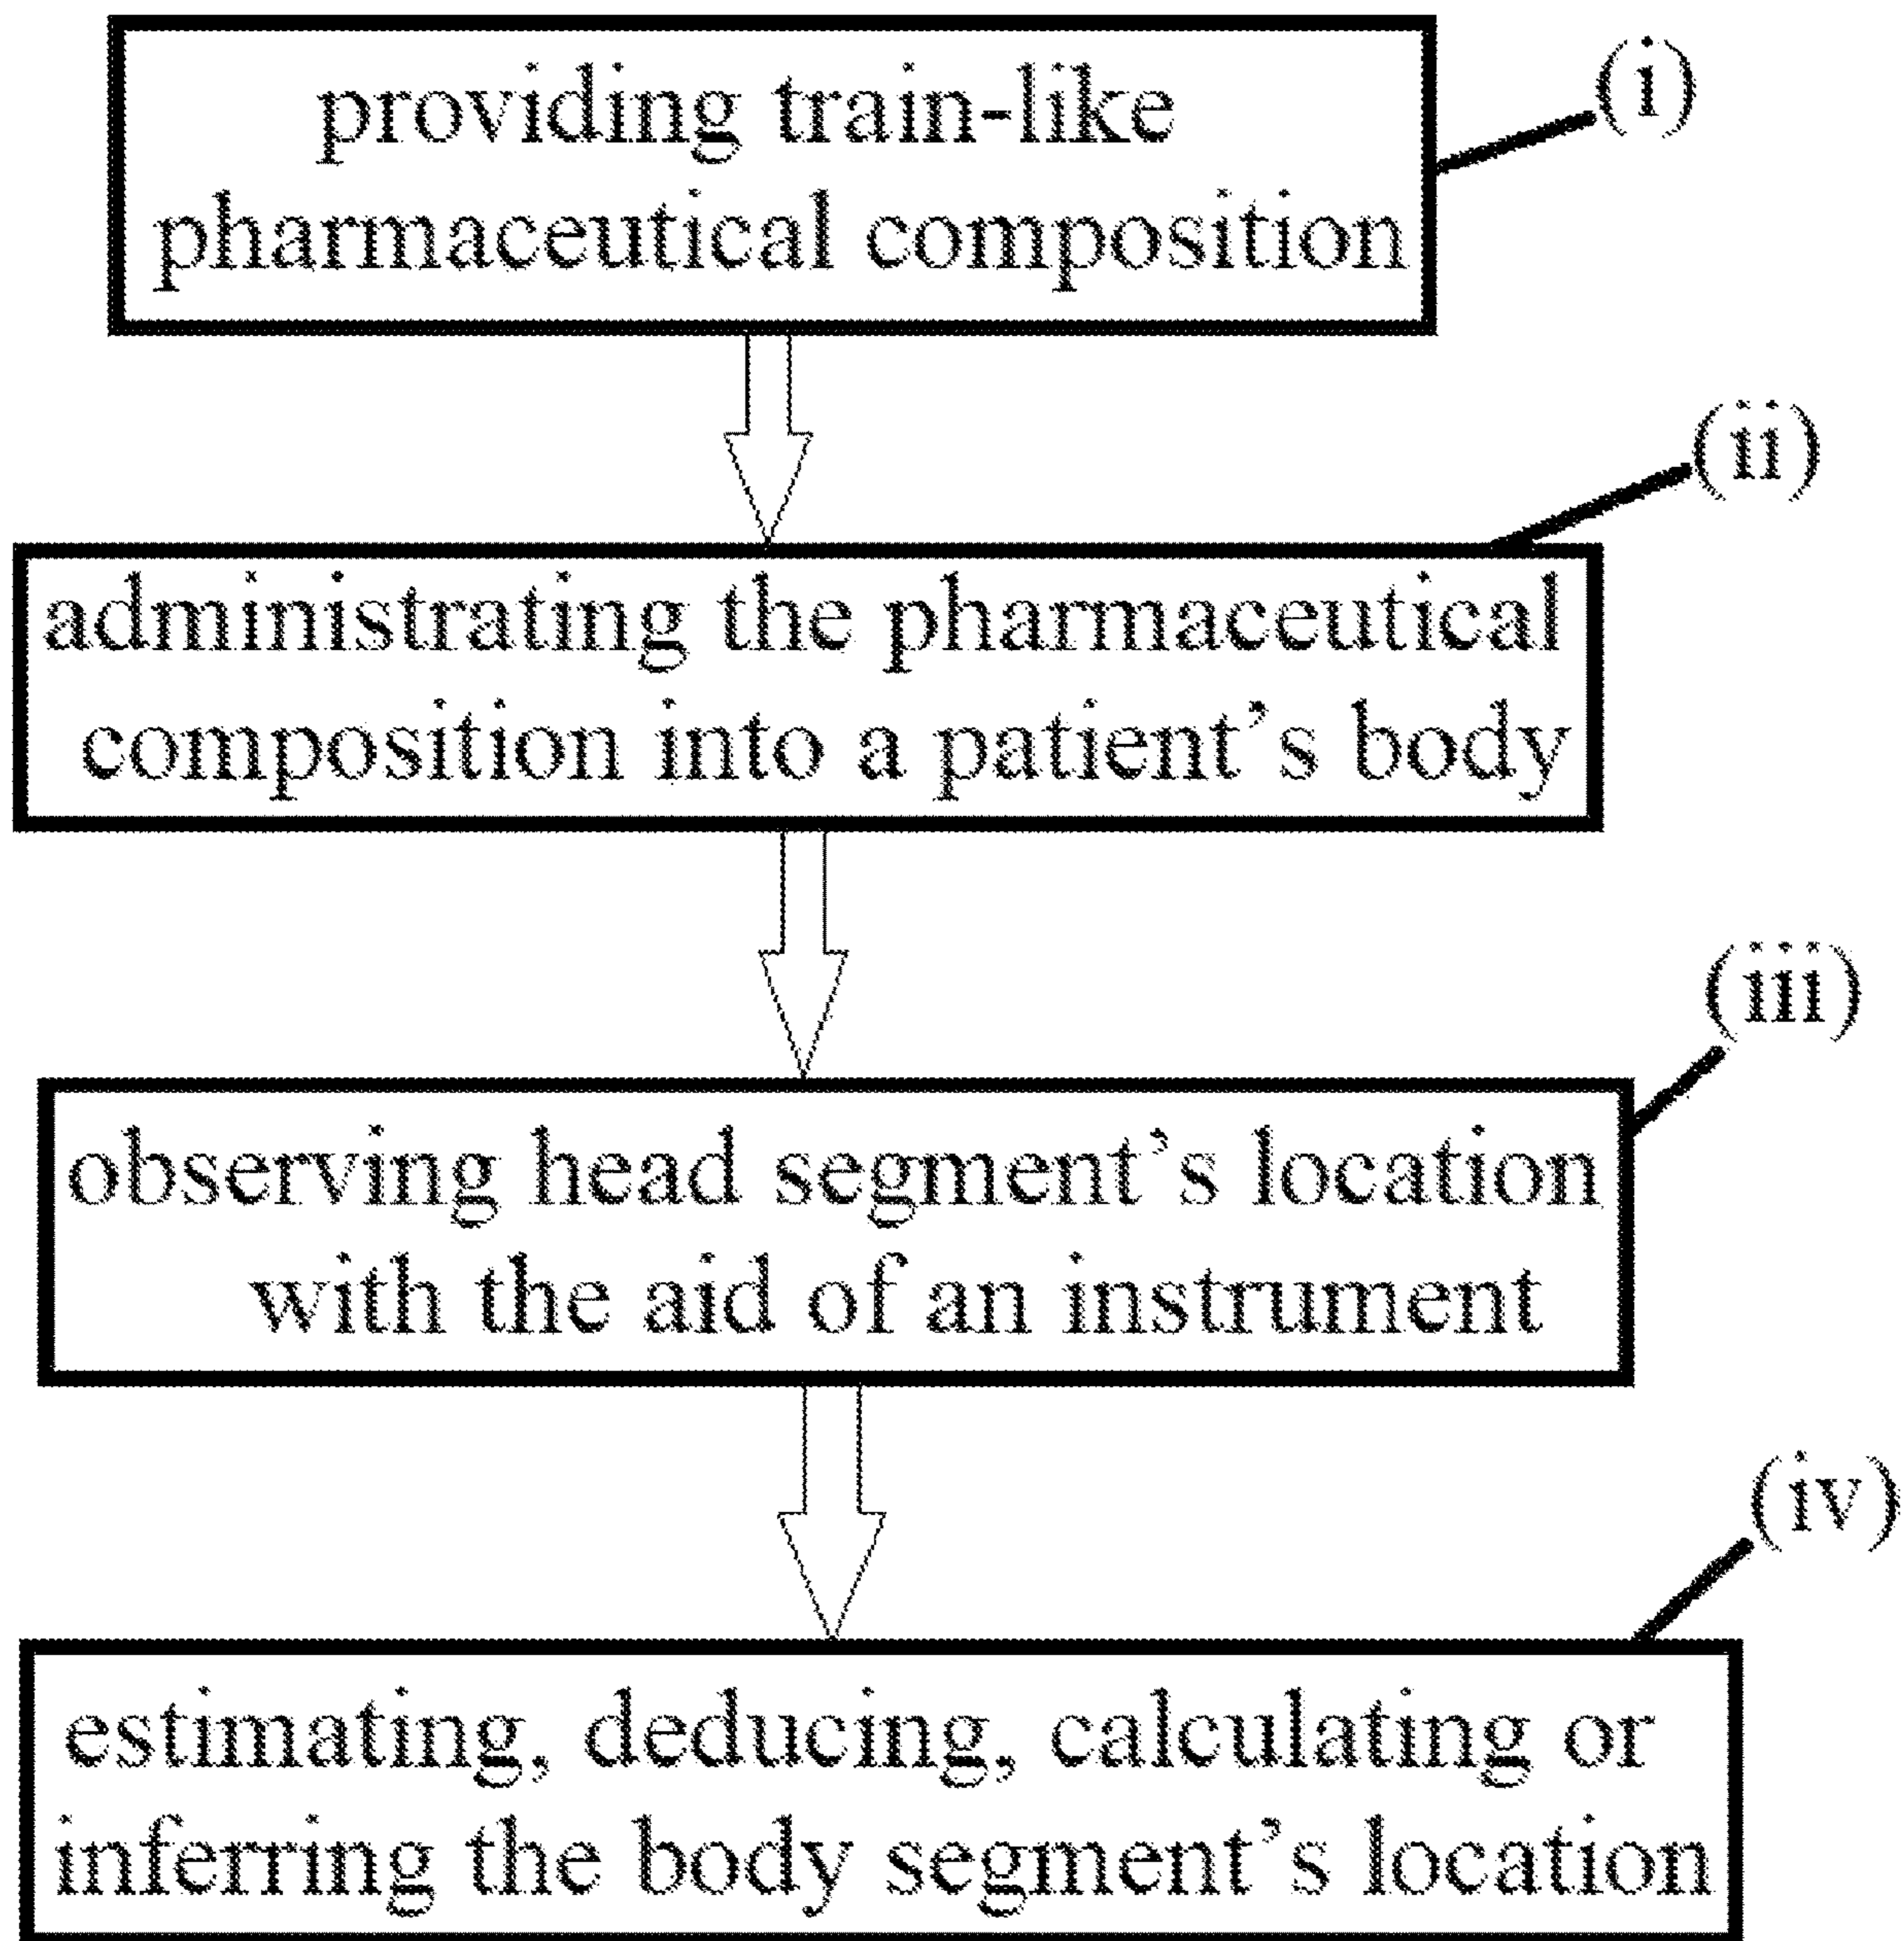 providing train-like
pharmaceutical composition
(i)
(ii)
administrating the pharmaceutical
composition into a patient’s body
(iii)
observing head segment’s location
with the aid of an instrument
(iv)
estimating, deducing, calculating or
inferring the body segment’s location